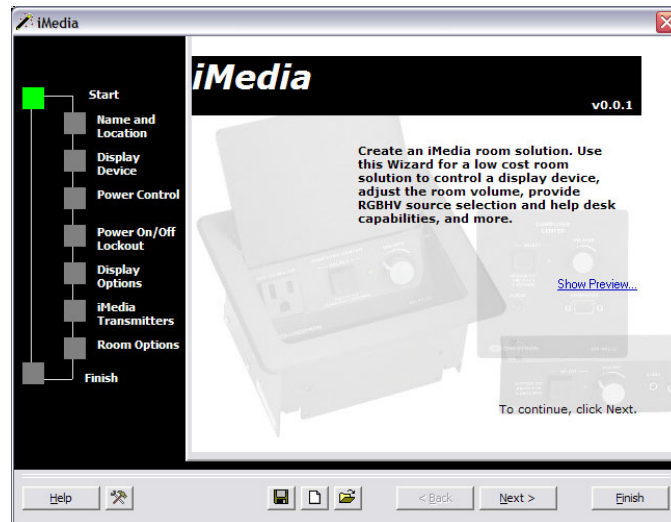 iMedia
Start
Name and
Location
Display
Device
Power Control
Power On/Off
Lockout
Display
Options
iMedia
Transmitters
Room Options
Finish
iMedia
v0.0.1
Create an iMedia room solution. Use
this Wizard for a low cost room
solution to control a display device,
adjust the room volume, provide
RGBHV source selection and help desk
capabilities, and more.
Show Preview...
To continue, click Next.
Help
< Back
Next >
Finish